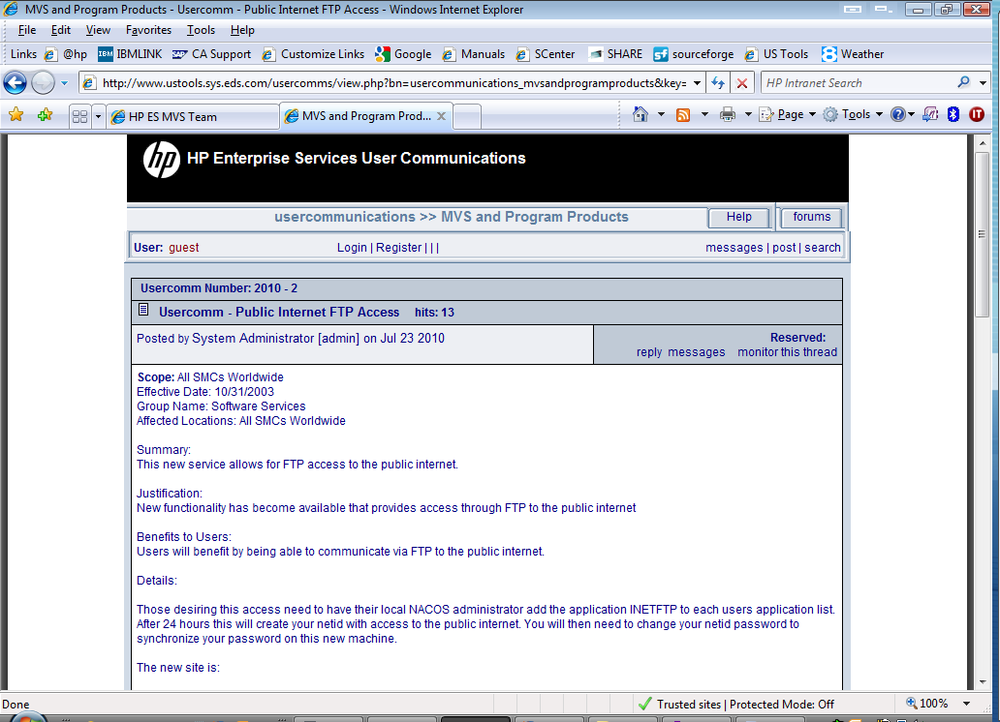 MVS and Program Products - Usercomm - Public Internet FTP Access - Windows Internet Explorer
File Edit View Favorites Tools Help
Links @hp IBM IBMLINK CA Support Customize Links Google Manuals SCenter SHARE sf sourceforge US Tools Weather
http://www.ustools.sys.eds.com/usercomms/view.php?bn=usercommunications_mvsandprogramproducts&key= HP Intranet Search
HP ES MVS Team MVS and Program Prod... Page Tools
hp HP Enterprise Services User Communications
usercommunications >> MVS and Program Products Help forums
User: guest Login | Register | | | messages | post | search
Usercomm Number: 2010 - 2
Usercomm - Public Internet FTP Access hits: 13
Posted by System Administrator [admin] on Jul 23 2010 Reserved:
reply messages monitor this thread
Scope: All SMCs Worldwide
Effective Date: 10/31/2003
Group Name: Software Services
Affected Locations: All SMCs Worldwide
Summary:
This new service allows for FTP access to the public internet.
Justification:
New functionality has become available that provides access through FTP to the public internet
Benefits to Users:
Users will benefit by being able to communicate via FTP to the public internet.
Details:
Those desiring this access need to have their local NACOS administrator add the application INETFTP to each users application list.
After 24 hours this will create your netid with access to the public internet. You will then need to change your netid password to
synchronize your password on this new machine.
The new site is:
Done Trusted sites | Protected Mode: Off 100%